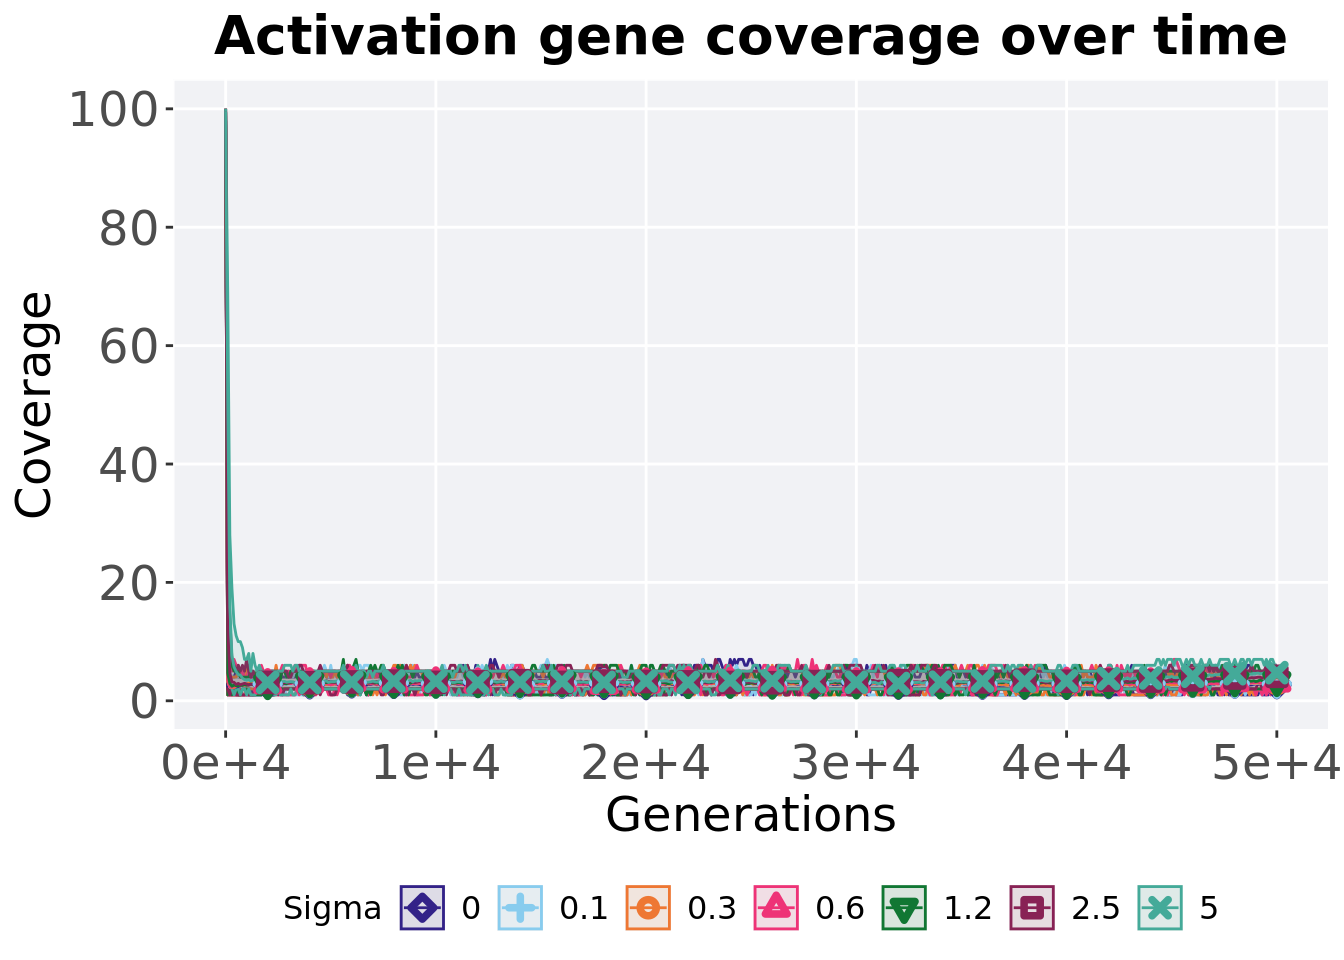 Activation gene coverage over time
100
80
60
40
20
0
Coverage
0e+4 1e+4 2e+4 3e+4 4e+4 5e+4
Generations
Sigma 0 0.1 0.3 0.6 1.2 2.5 5